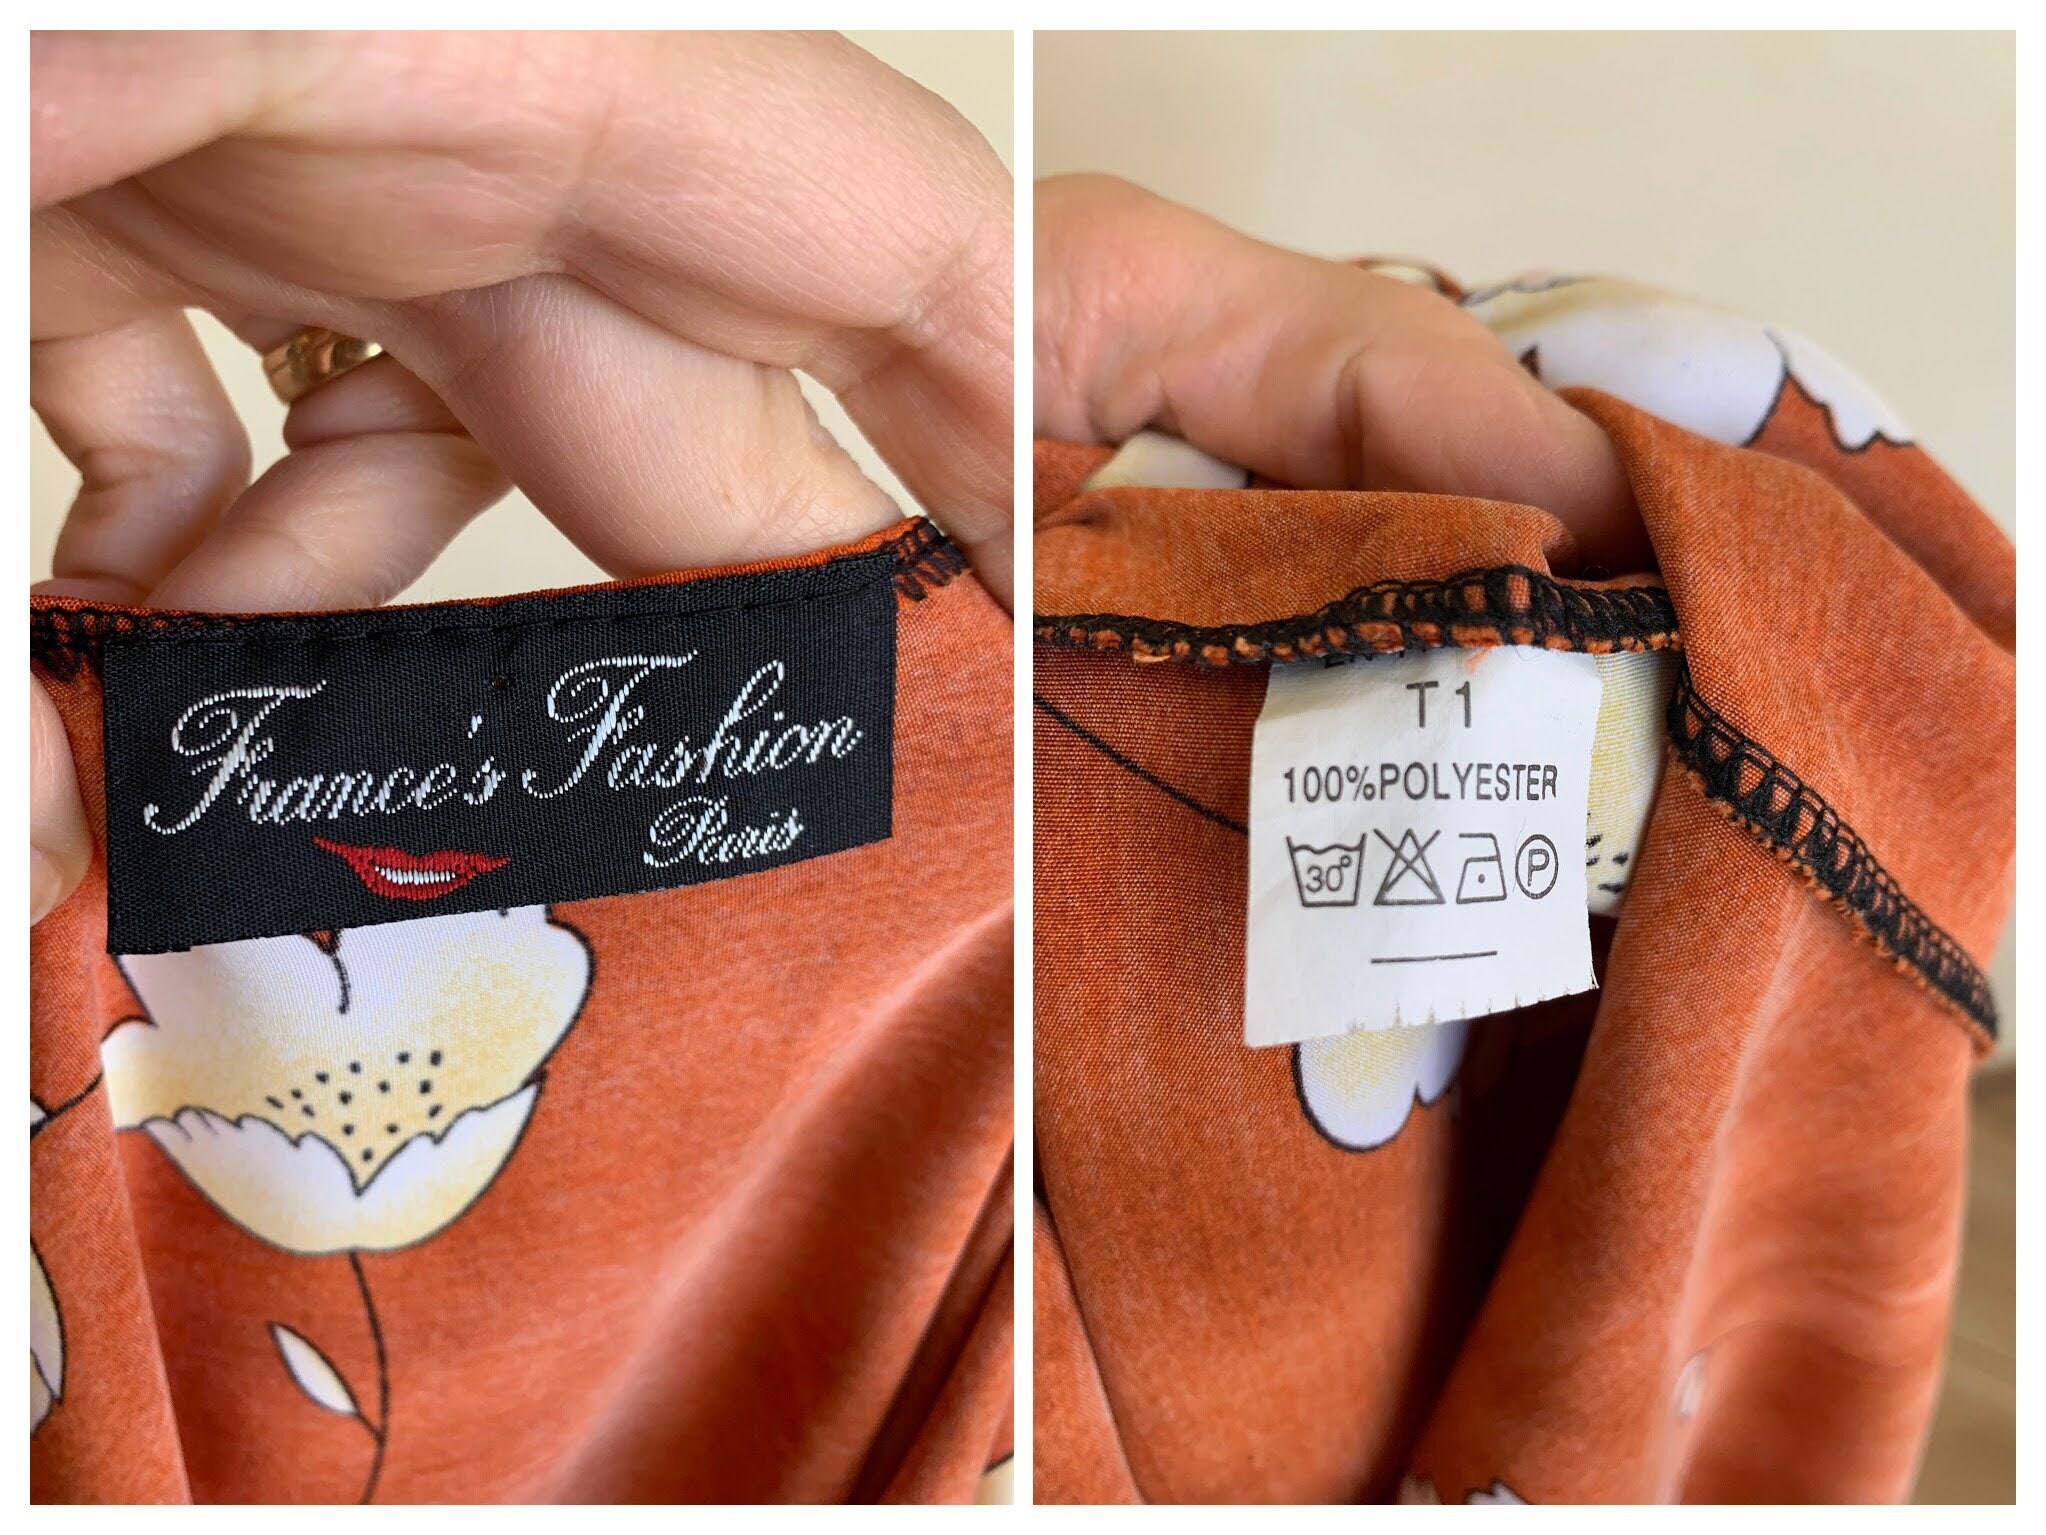 France's Fashion
Paris
T1
100%POLYESTER
30°
P